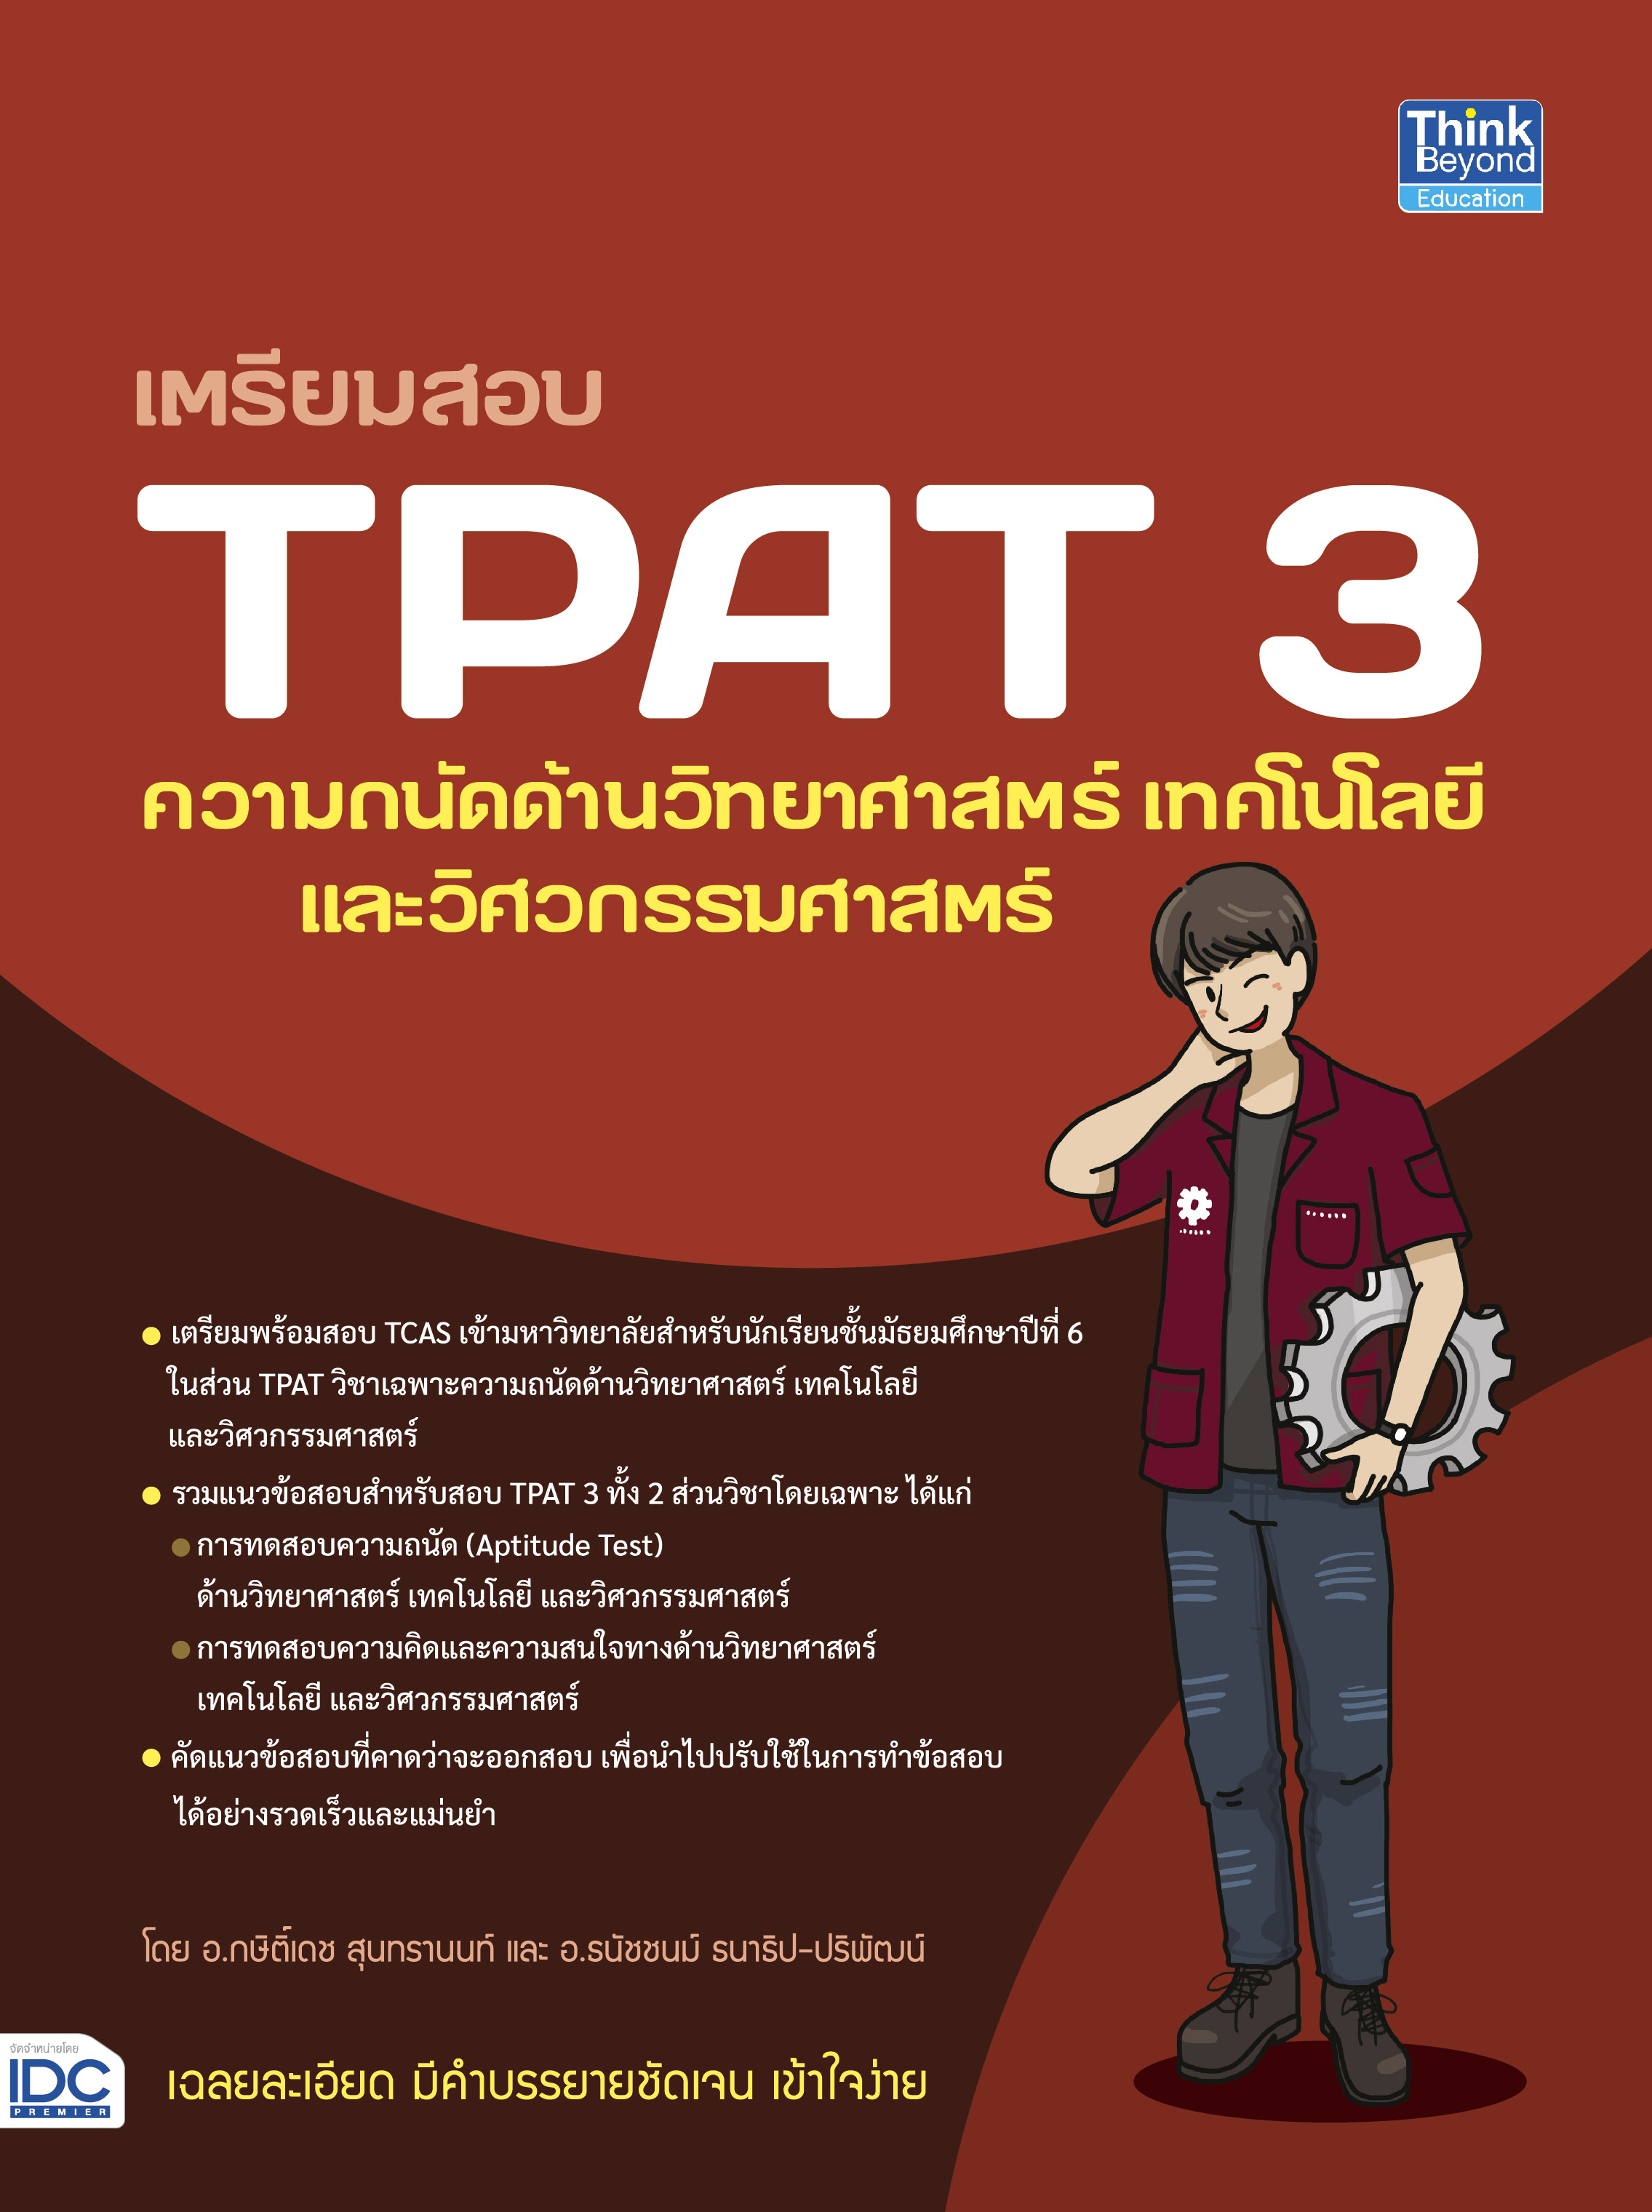 Think
Beyond
Education
เตรียมสอบ
TPAT 3
ความถนัดด้านวิทยาศาสตร์ เทคโนโลยี
และวิศวกรรมศาสตร์
เตรียมพร้อมสอบ TCAS เข้ามหาวิทยาลัยสำหรับนักเรียนชั้นมัธยมศึกษาปีที่ 6
ในส่วน TPAT วิชาเฉพาะความถนัดด้านวิทยาศาสตร์ เทคโนโลยี
และวิศวกรรมศาสตร์
รวมแนวข้อสอบสำหรับสอบ TPAT 3 ทั้ง 2 ส่วนวิชาโดยเฉพาะ ได้แก่
การทดสอบความถนัด (Aptitude Test)
ด้านวิทยาศาสตร์ เทคโนโลยี และวิศวกรรมศาสตร์
การทดสอบความคิดและความสนใจทางด้านวิทยาศาสตร์
เทคโนโลยี และวิศวกรรมศาสตร์
คัดแนวข้อสอบที่คาดว่าจะออกสอบ เพื่อนำไปปรับใช้ในการทำข้อสอบ
ได้อย่างรวดเร็วและแม่นยำ
โดย อ.กษิติ์เดช สุนทรานนท์ และ อ.ธนัชชนม์ ธนาธิป-ปริพัฒน์
จัดจำหน่ายโดย
IDC
PREMIER
เฉลยละเอียด มีคำบรรยายชัดเจน เข้าใจง่าย